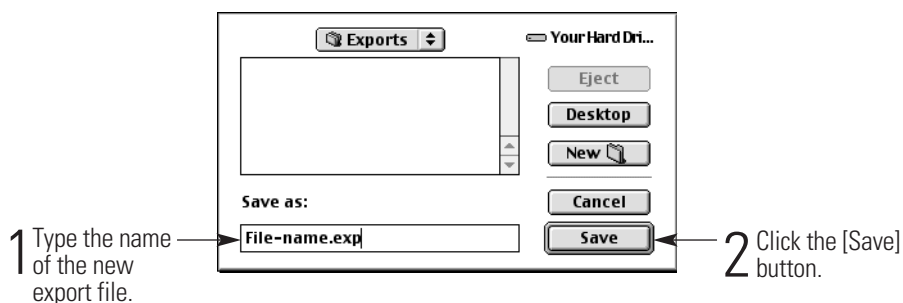 Exports
Your Hard Dri...
Eject
Desktop
New
Save as:
Cancel
File-name.exp
Save
1 Type the name
of the new
export file.
2 Click the [Save]
button.